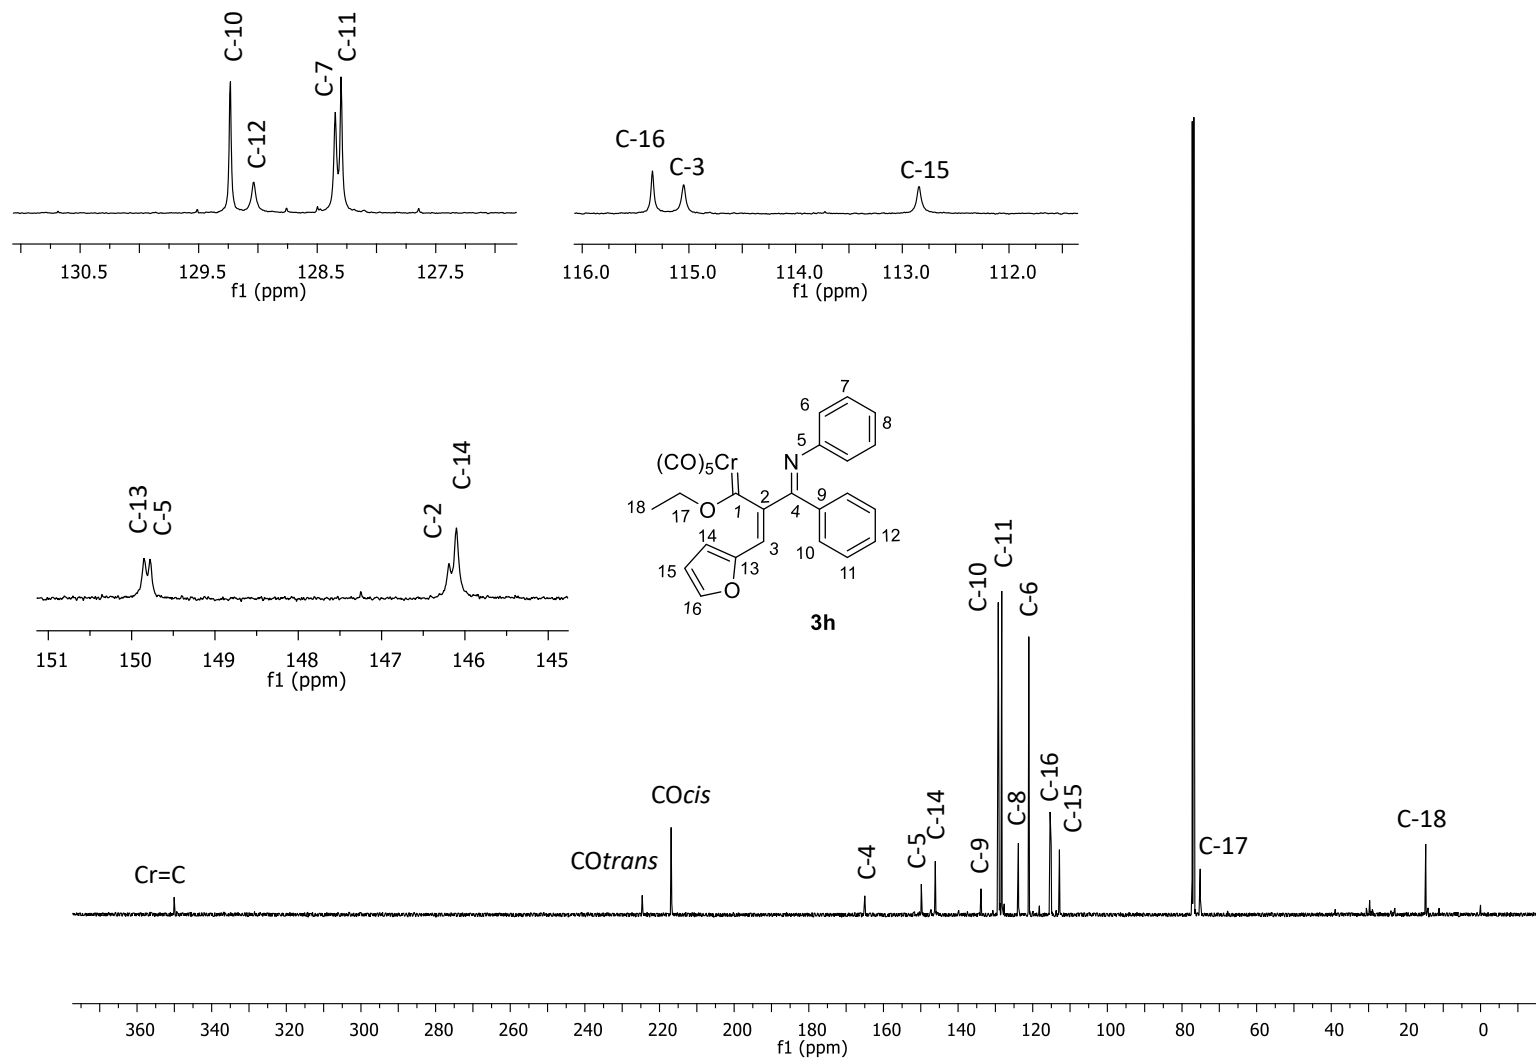 C-10
C-12
C-7
C-11
130.5 129.5 128.5 127.5
f1 (ppm)
C-16
C-3
C-15
116.0 115.0 114.0 113.0 112.0
f1 (ppm)
C-13
C-5
C-2
C-14
151 150 149 148 147 146 145
f1 (ppm)
7
6
8
5
(CO)5Cr
N
2
9
18
17
O
1
4
12
14
3
10
11
15
13
16
O
3h
Cr=C
COtrans
COcis
C-4
C-5
C-14
C-9
C-10
C-11
C-8
C-6
C-16
C-15
C-17
C-18
360 340 320 300 280 260 240 220 200 180 160 140 120 100 80 60 40 20 0
f1 (ppm)